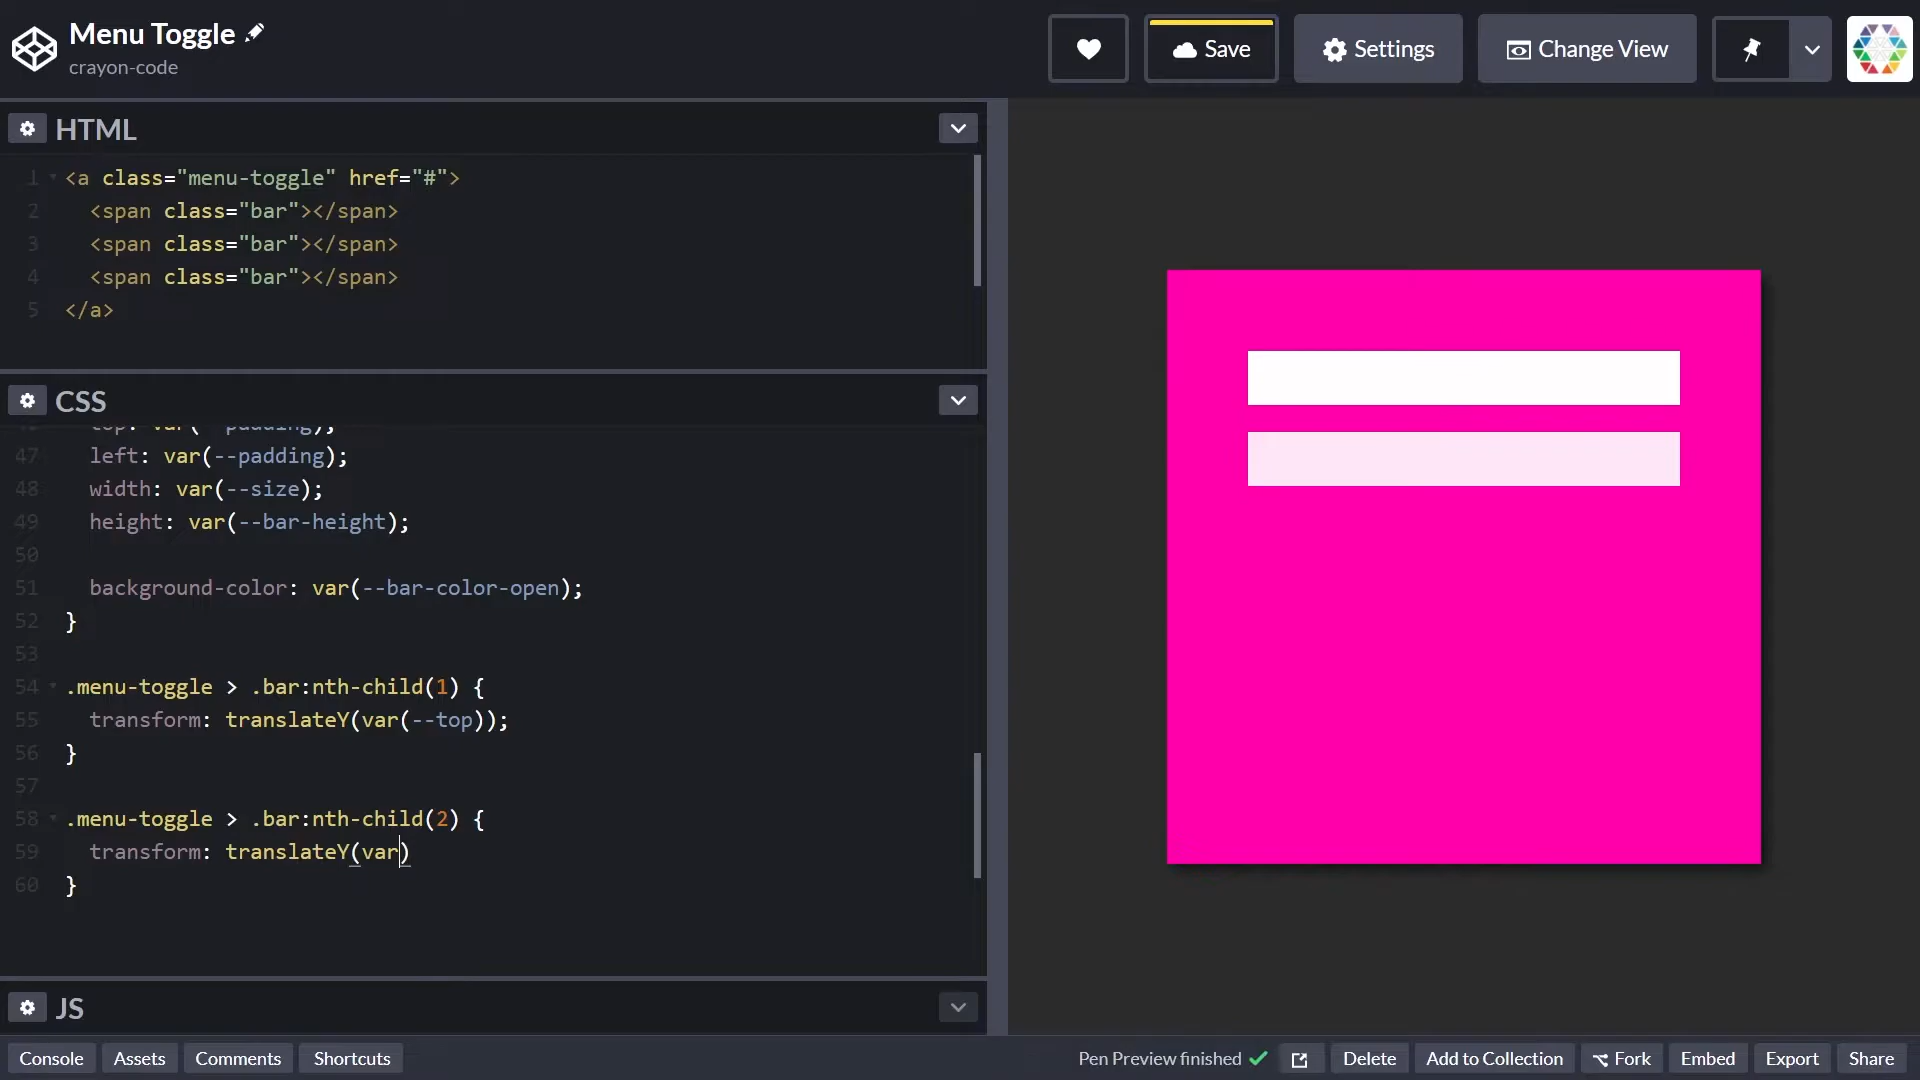 Menu Toggle
crayon-code
Save
Settings
Change View
HTML
1 <a class="menu-toggle" href="#">
2 <span class="bar"></span>
3 <span class="bar"></span>
4 <span class="bar"></span>
5 </a>
CSS
top: var(--padding);
47 left: var(--padding);
48 width: var(--size);
49 height: var(--bar-height);
50
51 background-color: var(--bar-color-open);
52 }
53
54 .menu-toggle > .bar:nth-child(1) {
55 transform: translateY(var(--top));
56 }
57
58 .menu-toggle > .bar:nth-child(2) {
59 transform: translateY(var)
60 }
JS
Console Assets Comments Shortcuts Pen Preview finished Delete Add to Collection Fork Embed Export Share